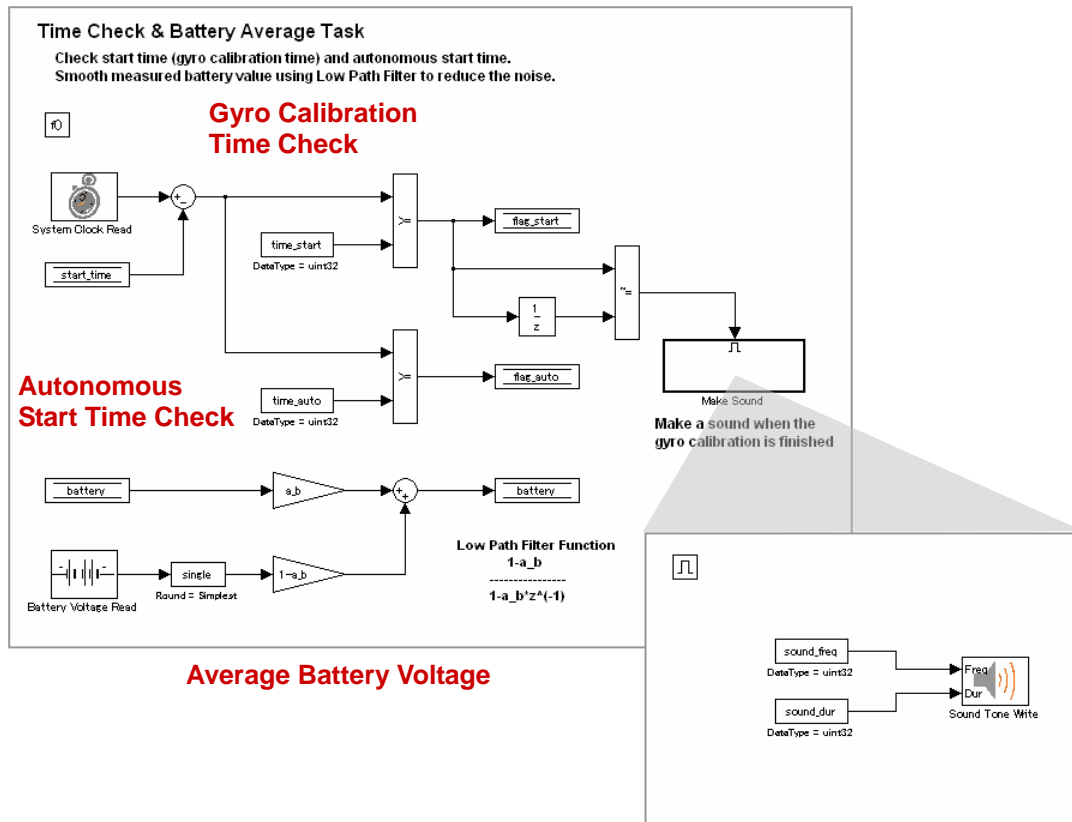 Time Check & Battery Average Task
Check start time (gyro calibration time) and autonomous start time.
Smooth measured battery value using Low Path Filter to reduce the noise.
Gyro Calibration
Time Check
f()
System Clock Read
+
-
start_time
time_start
DataType = uint32
>=
flag_start
1
z
~=
Make Sound
Make a sound when the
gyro calibration is finished
Autonomous
Start Time Check
time_auto
DataType = uint32
>=
flag_auto
battery
a_b
+
+
battery
Battery Voltage Read
single
Round = Simplest
1-a_b
Low Path Filter Function
1-a_b
----------------
1-a_b*z^(-1)
Average Battery Voltage
sound_freq
DataType = uint32
sound_dur
DataType = uint32
Freq
Dur
Sound Tone Write